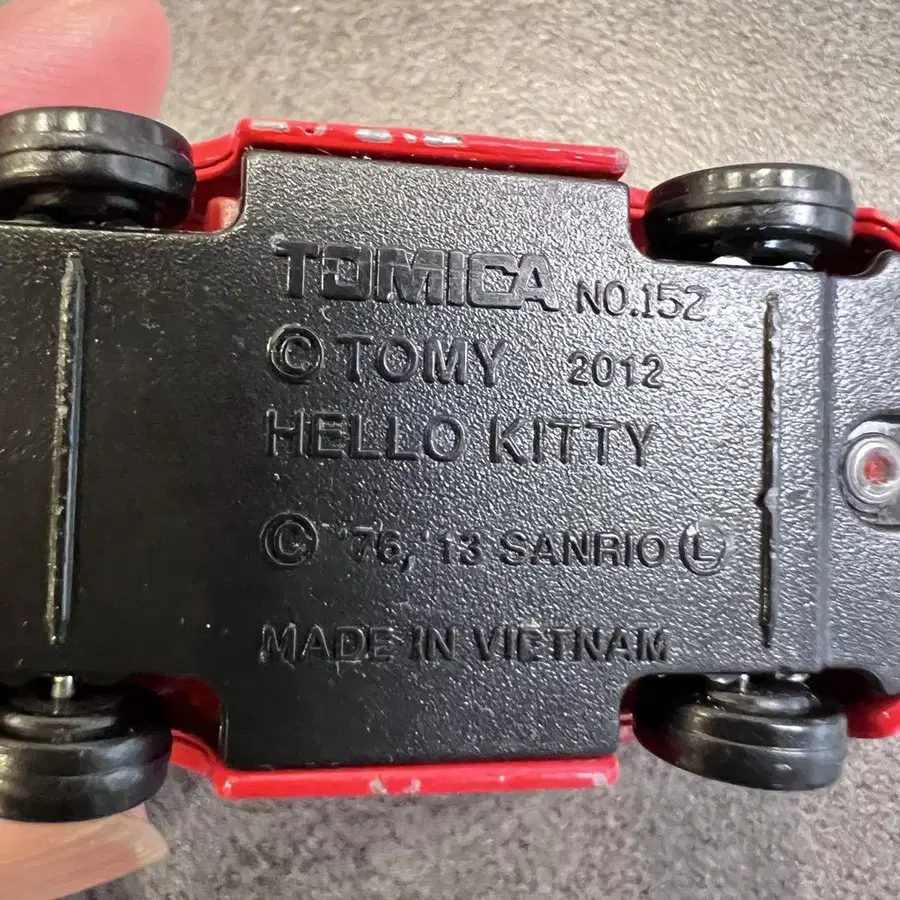 TOMICA NO.152
© TOMY 2012
HELLO KITTY
© '76, '13 SANRIO Ⓛ
MADE IN VIETNAM